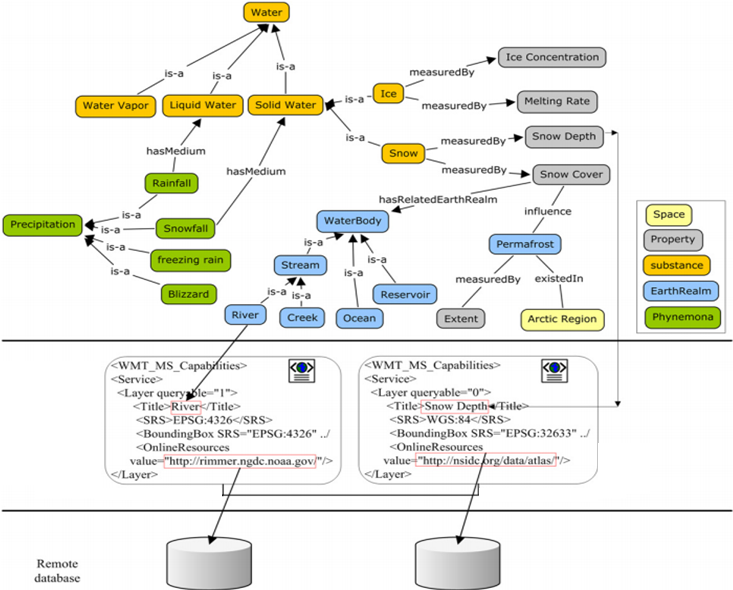 Water
is-a
is-a
is-a
Water Vapor
Liquid Water
Solid Water
is-a
Ice
measuredBy
Ice Concentration
measuredBy
Melting Rate
is-a
Snow
measuredBy
Snow Depth
measuredBy
Snow Cover
hasMedium
hasMedium
Rainfall
is-a
Precipitation
is-a
Snowfall
is-a
freezing rain
is-a
Blizzard
hasRelatedEarthRealm
WaterBody
influence
is-a
Stream
is-a
is-a
Permafrost
is-a
is-a
River
Creek
Ocean
Reservoir
measuredBy
existedIn
Extent
Arctic Region
Space
Property
substance
EarthRealm
Phynemona
<WMT_MS_Capabilities>
<Service>
<Layer queryable="1">
<Title>River</Title>
<SRS>EPSG:4326</SRS>
<BoundingBox SRS="EPSG:4326" ../
<OnlineResources
value="http://rimmer.ngdc.noaa.gov/"/>
</Layer>
<WMT_MS_Capabilities>
<Service>
<Layer queryable="0">
<Title>Snow Depth</Title>
<SRS>WGS:84</SRS>
<BoundingBox SRS="EPSG:32633" ../
<OnlineResources
value="http://nsidc.org/data/atlas/"/>
</Layer>
Remote
database